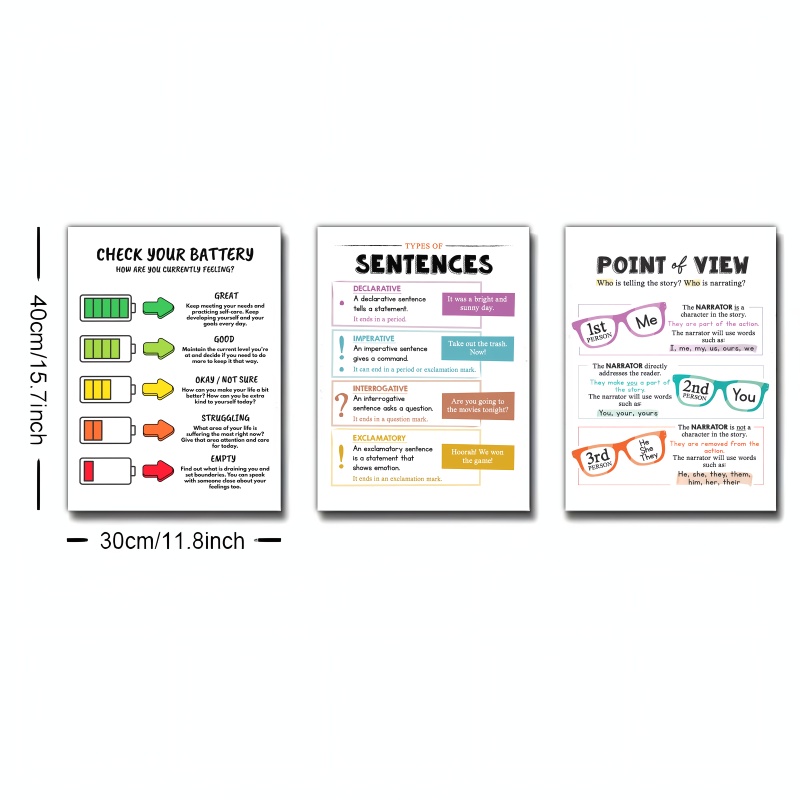 40cm/15.7inch
30cm/11.8inch
CHECK YOUR BATTERY
HOW ARE YOU CURRENTLY FEELING?
GREAT
Keep meeting your needs and
practicing self-care. Keep
developing yourself and your
goals every day.
GOOD
Maintain the current level you're
at and decide if you need to do
more to keep it that way.
OKAY / NOT SURE
How can you make your life a bit
better? How can you be extra
kind to yourself today?
STRUGGLING
What area of your life is
suffering the most right now?
Give that area attention and care
for today.
EMPTY
Find out what is draining you and
set boundaries. You can speak
with someone close about your
feelings too.
TYPES OF
SENTENCES
DECLARATIVE
.
A declarative sentence
tells a statement.
It ends in a period.
It was a bright and
sunny day.
IMPERATIVE
!
An imperative sentence
gives a command.
It can end in a period or exclamation mark.
Take out the trash.
Now!
INTERROGATIVE
?
An interrogative
sentence asks a question.
It ends in a question mark.
Are you going to
the movies tonight?
EXCLAMATORY
!
An exclamatory sentence
is a statement that
shows emotion.
It ends in an exclamation mark.
Hoorah! We won
the game!
POINT of VIEW
Who is telling the story? Who is narrating?
1st
PERSON
Me
The NARRATOR is a
character in the story.
They are part of the action.
The narrator will use words
such as:
I, me, my, us, ours, we
The NARRATOR directly
addresses the reader.
They make you a part of
the story.
The narrator will use words
such as:
You, your, yours
2nd
PERSON
You
3rd
PERSON
He
She
They
The NARRATOR is not a
character in the story.
They are removed from the
action.
The narrator will use words
such as:
He, she, they, them,
him, her, their